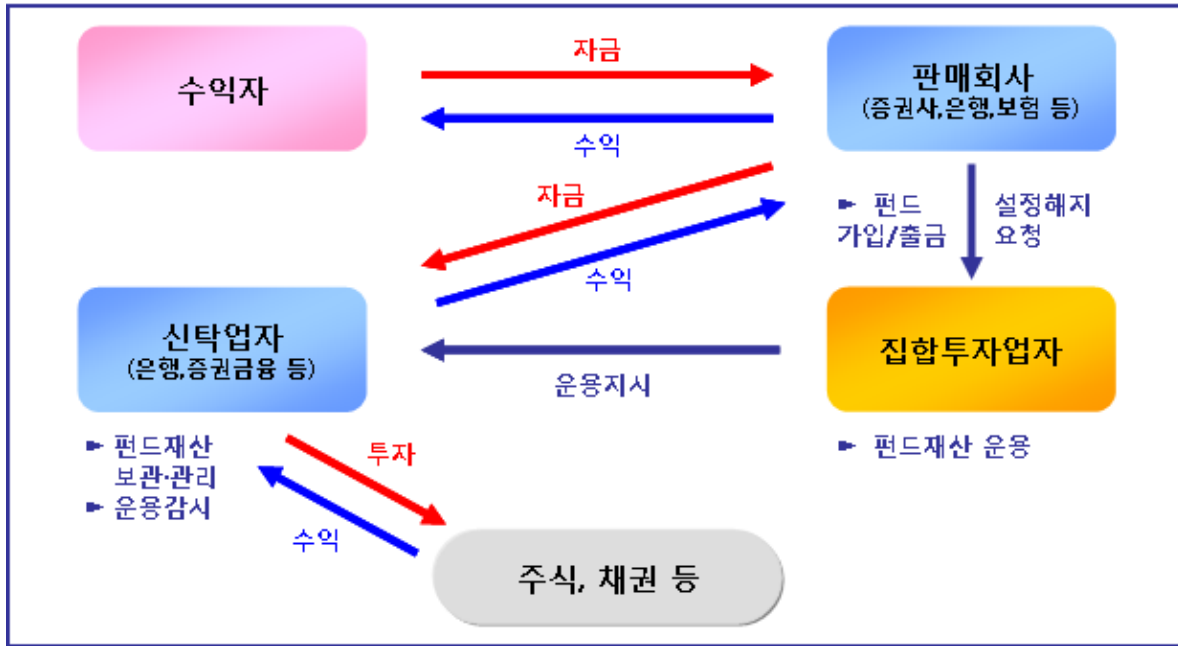 수익자
자금
수익
판매회사
(증권사,은행,보험 등)
자금
수익
► 펀드
가입/출금
설정해지
요청
신탁업자
(은행,증권금융 등)
운용지시
집합투자업자
► 펀드재산
보관·관리
► 운용감시
투자
수익
► 펀드재산 운용
주식, 채권 등